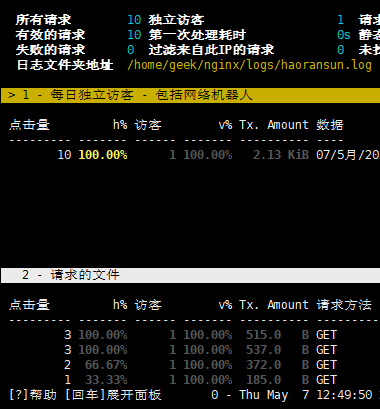 所有请求 10 独立访客 1 请求
有效的请求 10 第一次处理耗时 0s 静态
失败的请求 0 过滤来自此IP的请求 0 未找
日志文件夹地址 /home/geek/nginx/logs/haoransun.log
> 1 - 每日独立访客 - 包括网络机器人
点击量 h% 访客 v% Tx. Amount 数据
--------- ------- ------ ------- ---------- ----
10 100.00% 1 100.00% 2.13 KiB 07/5月/20
2 - 请求的文件
点击量 h% 访客 v% Tx. Amount 请求方法
--------- ------- ------ ------- ---------- --------
3 100.00% 1 100.00% 515.0 B GET
3 100.00% 1 100.00% 537.0 B GET
2 66.67% 1 100.00% 372.0 B GET
1 33.33% 1 100.00% 185.0 B GET
[?]帮助 [回车]展开面板 0 - Thu May 7 12:49:50